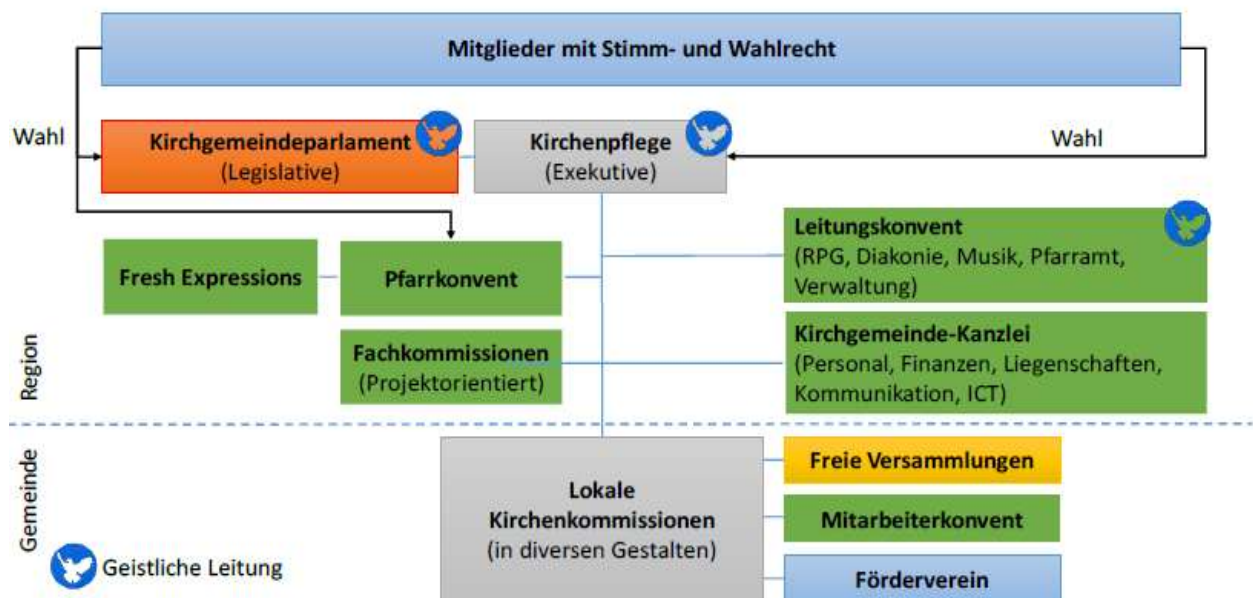 Mitglieder mit Stimm- und Wahlrecht
Wahl
Kirchgemeindeparlament
(Legislative)
Kirchenpflege
(Exekutive)
Wahl
Fresh Expressions
Pfarrkonvent
Leitungskonvent
(RPG, Diakonie, Musik, Pfarramt,
Verwaltung)
Fachkommissionen
(Projektorientiert)
Kirchgemeinde-Kanzlei
(Personal, Finanzen, Liegenschaften,
Kommunikation, ICT)
Region
Gemeinde
Lokale
Kirchenkommissionen
(in diversen Gestalten)
Freie Versammlungen
Mitarbeiterkonvent
Förderverein
Geistliche Leitung